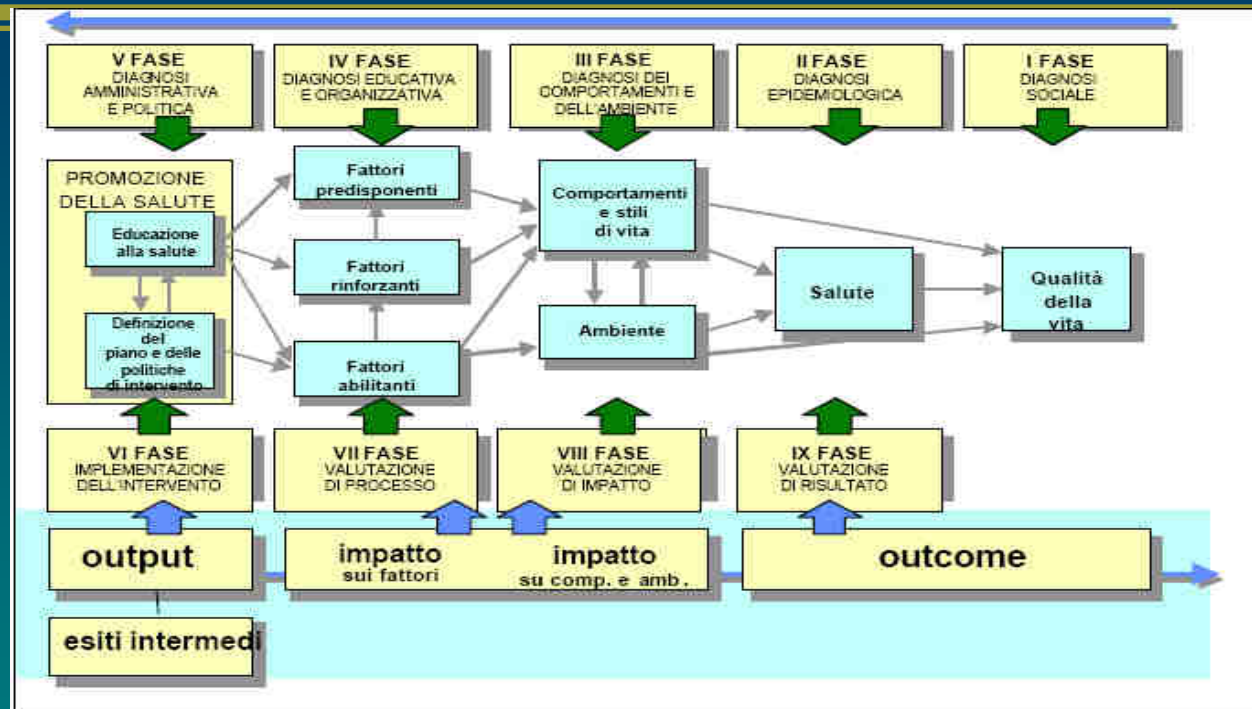 V FASE
DIAGNOSI
AMMINISTRATIVA
E POLITICA
IV FASE
DIAGNOSI EDUCATIVA
E ORGANIZZATIVA
III FASE
DIAGNOSI DEI
COMPORTAMENTI E
DELL'AMBIENTE
II FASE
DIAGNOSI
EPIDEMIOLOGICA
I FASE
DIAGNOSI
SOCIALE
PROMOZIONE
DELLA SALUTE
Educazione
alla salute
Definizione
del
piano e delle
politiche
di intervento
Fattori
predisponenti
Fattori
rinforzanti
Fattori
abilitanti
Comportamenti
e stili
di vita
Ambiente
Salute
Qualità
della
vita
VI FASE
IMPLEMENTAZIONE
DELL'INTERVENTO
VII FASE
VALUTAZIONE
DI PROCESSO
VIII FASE
VALUTAZIONE
DI IMPATTO
IX FASE
VALUTAZIONE
DI RISULTATO
output
impatto
sui fattori
impatto
su comp. e amb.
outcome
esiti intermedi